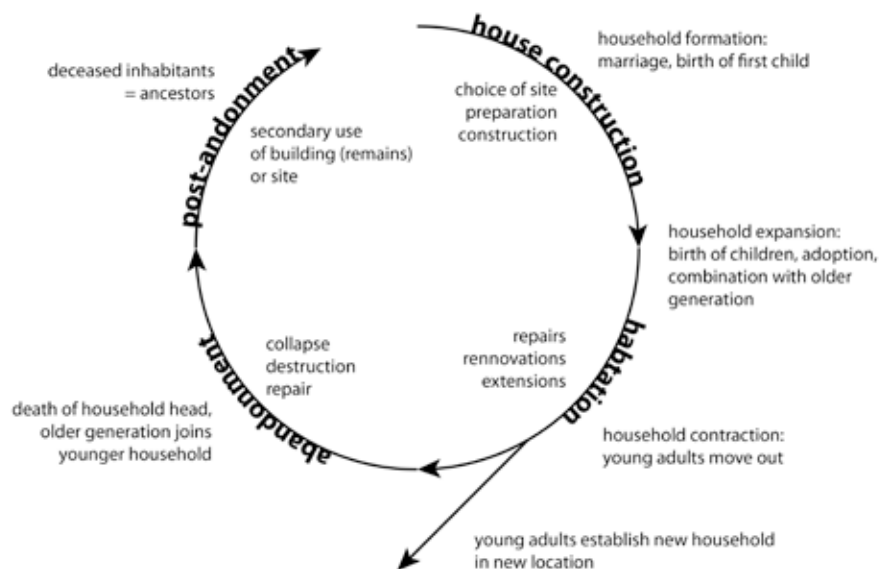 house construction
household formation:
marriage, birth of first child
choice of site
preparation
construction
household expansion:
birth of children, adoption,
combination with older
generation
habtation
repairs
rennovations
extensions
household contraction:
young adults move out
young adults establish new household
in new location
abandonment
collapse
destruction
repair
death of household head,
older generation joins
younger household
post-andonment
deceased inhabitants
= ancestors
secondary use
of building (remains)
or site